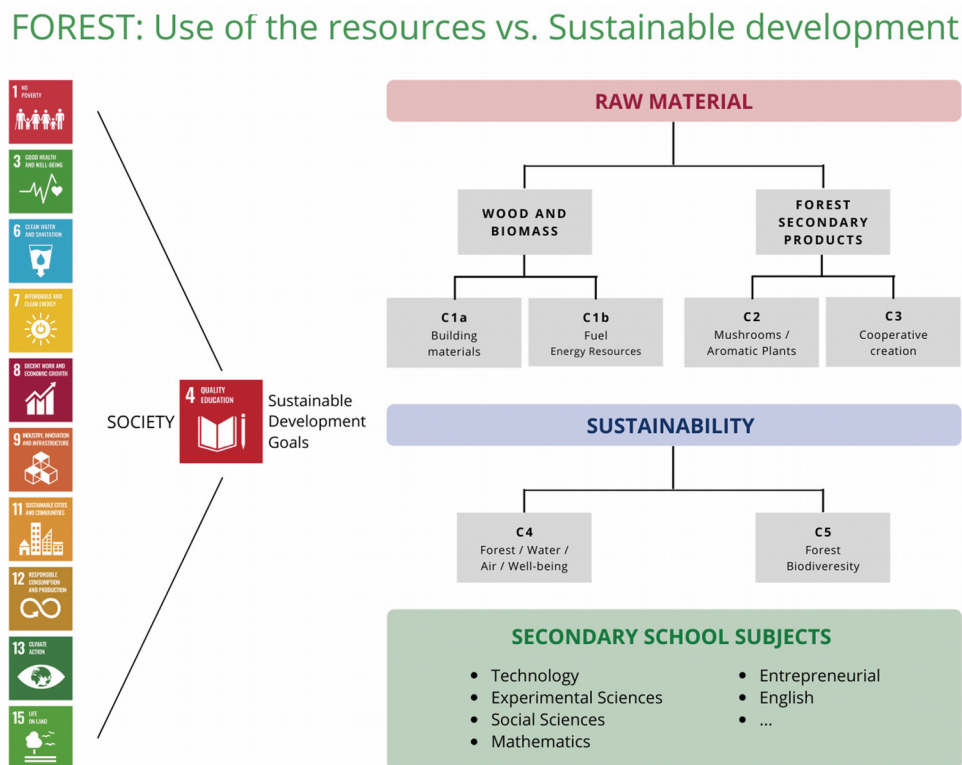 FOREST: Use of the resources vs. Sustainable development
1 NO
POVERTY
3 GOOD HEALTH
AND WELL-BEING
6 CLEAN WATER
AND SANITATION
7 AFFORDABLE AND
CLEAN ENERGY
8 DECENT WORK AND
ECONOMIC GROWTH
9 INDUSTRY, INNOVATION
AND INFRASTRUCTURE
11 SUSTAINABLE CITIES
AND COMMUNITIES
12 RESPONSIBLE
CONSUMPTION
AND PRODUCTION
13 CLIMATE
ACTION
15 LIFE
ON LAND
SOCIETY
4 QUALITY
EDUCATION
Sustainable
Development
Goals
RAW MATERIAL
WOOD AND
BIOMASS
FOREST
SECONDARY
PRODUCTS
C1a
Building
materials
C1b
Fuel
Energy Resources
C2
Mushrooms /
Aromatic Plants
C3
Cooperative
creation
SUSTAINABILITY
C4
Forest / Water /
Air / Well-being
C5
Forest
Biodiveresity
SECONDARY SCHOOL SUBJECTS
• Technology
• Experimental Sciences
• Social Sciences
• Mathematics
• Entrepreneurial
• English
• ...